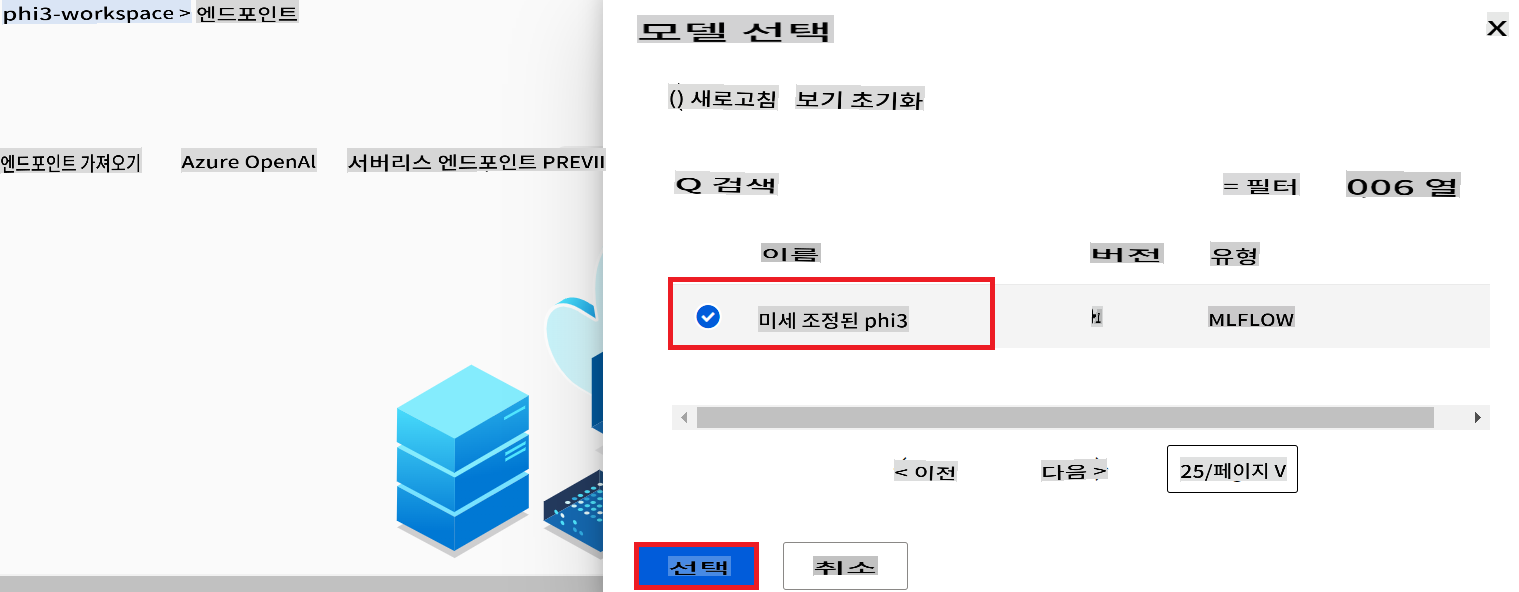 phi3-workspace > 엔드포인트
모델 선택
X
() 새로고침 보기 초기화
엔드포인트 가져오기 Azure OpenAl 서버리스 엔드포인트 PREVII
Q 검색 = 필터 006 열
이름 버전 유형
미세 조정된 phi3 MLFLOW
< 이전 다음 > 25/페이지 V
선택 취소